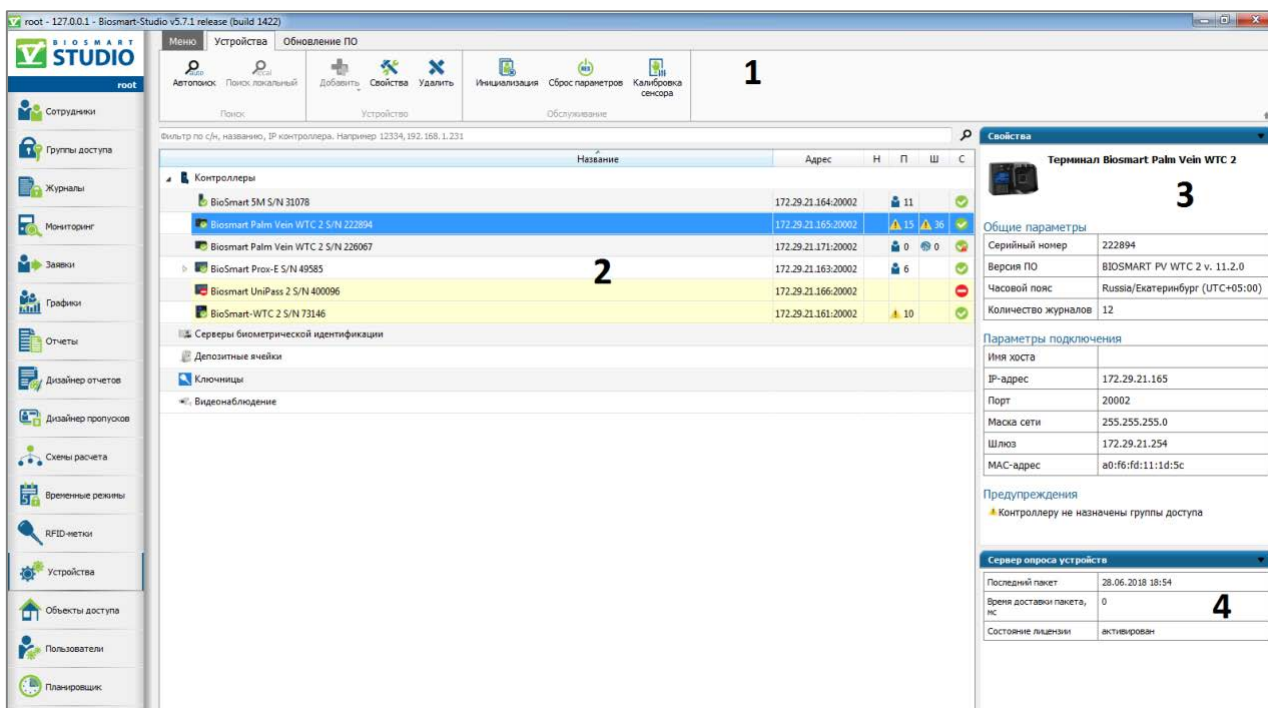 root - 127.0.0.1 - Biosmart-Studio v5.7.1 release (build 1422)
BIOSMART
STUDIO
root
Сотрудники
Группы доступа
Журналы
Мониторинг
Заявки
Графики
Отчеты
Дизайнер отчетов
Дизайнер пропусков
Схемы расчета
Временные режимы
RFID-метки
Устройства
Объекты доступа
Пользователи
Планировщик
Меню Устройства Обновление ПО
Автопоиск Поиск локальный Добавить Свойства Удалить Инициализация Сброс параметров Калибровка сенсора
Поиск Устройство Обслуживание
1
Фильтр по с/н, названию, IP контроллера. Например 12334,192.168.1.231
Название Адрес Н П Ш С
Контроллеры
BioSmart 5M S/N 31078 172.29.21.164:20002 11
Biosmart Palm Vein WTC 2 S/N 222894 172.29.21.165:20002 15 36
Biosmart Palm Vein WTC 2 S/N 226067 172.29.21.171:20002 0 0
BioSmart Prox-E S/N 49585 172.29.21.163:20002 6
Biosmart UniPass 2 S/N 400096 172.29.21.166:20002
BioSmart-WTC 2 S/N 73146 172.29.21.161:20002 10
Серверы биометрической идентификации
Депозитные ячейки
Ключницы
Видеонаблюдение
2
Свойства
Терминал Biosmart Palm Vein WTC 2
3
Общие параметры
Серийный номер 222894
Версия ПО BIOSMART PV WTC 2 v. 11.2.0
Часовой пояс Russia/Екатеринбург (UTC+05:00)
Количество журналов 12
Параметры подключения
Имя хоста
IP-адрес 172.29.21.165
Порт 20002
Маска сети 255.255.255.0
Шлюз 172.29.21.254
MAC-адрес a0:f6:fd:11:1d:5c
Предупреждения
Контроллеру не назначены группы доступа
Сервер опроса устройств
Последний пакет 28.06.2018 18:54
Время доставки пакета, мс 0
Состояние лицензии активирован
4